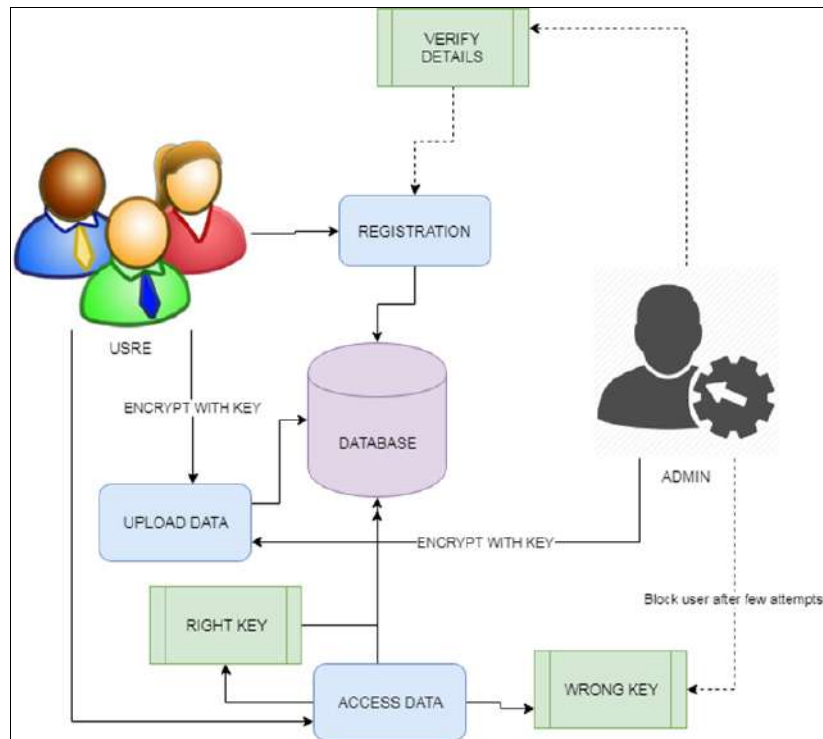 VERIFY
DETAILS
REGISTRATION
USRE
ENCRYPT WITH KEY
DATABASE
ADMIN
UPLOAD DATA
ENCRYPT WITH KEY
Block user after few attempts
RIGHT KEY
WRONG KEY
ACCESS DATA